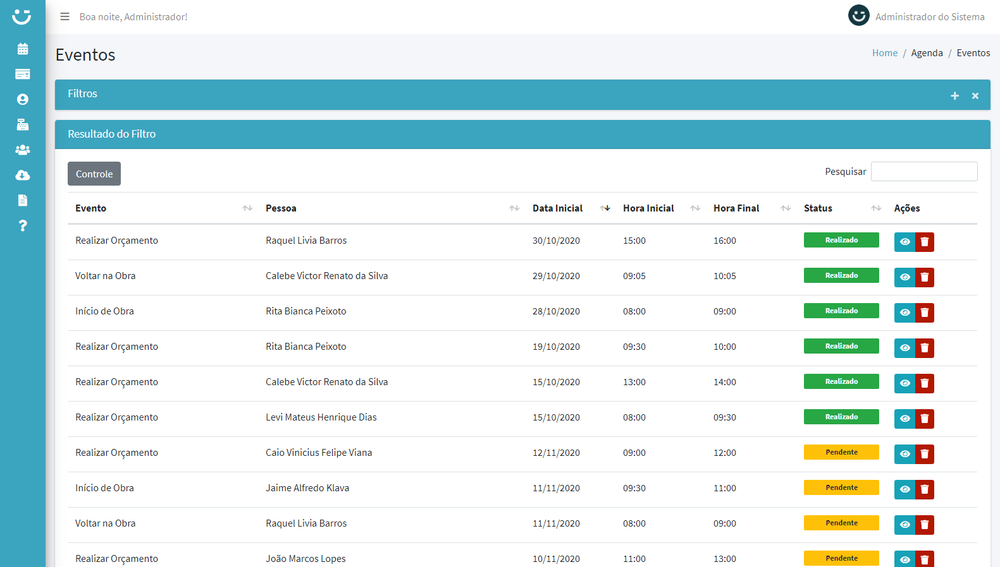 Boa noite, Administrador!
Administrador do Sistema
Eventos
Home / Agenda / Eventos
Filtros
Resultado do Filtro
Controle
Pesquisar
Evento Pessoa Data Inicial Hora Inicial Hora Final Status Ações
Realizar Orçamento Raquel Livia Barros 30/10/2020 15:00 16:00 Realizado
Voltar na Obra Calebe Victor Renato da Silva 29/10/2020 09:05 10:05 Realizado
Início de Obra Rita Bianca Peixoto 28/10/2020 08:00 09:00 Realizado
Realizar Orçamento Rita Bianca Peixoto 19/10/2020 09:30 10:00 Realizado
Realizar Orçamento Calebe Victor Renato da Silva 15/10/2020 13:00 14:00 Realizado
Realizar Orçamento Levi Mateus Henrique Dias 15/10/2020 08:00 09:30 Realizado
Realizar Orçamento Caio Vinicius Felipe Viana 12/11/2020 09:00 12:00 Pendente
Início de Obra Jaime Alfredo Klava 11/11/2020 09:30 11:00 Pendente
Voltar na Obra Raquel Livia Barros 11/11/2020 08:00 09:00 Pendente
Realizar Orçamento João Marcos Lopes 10/11/2020 11:00 13:00 Pendente